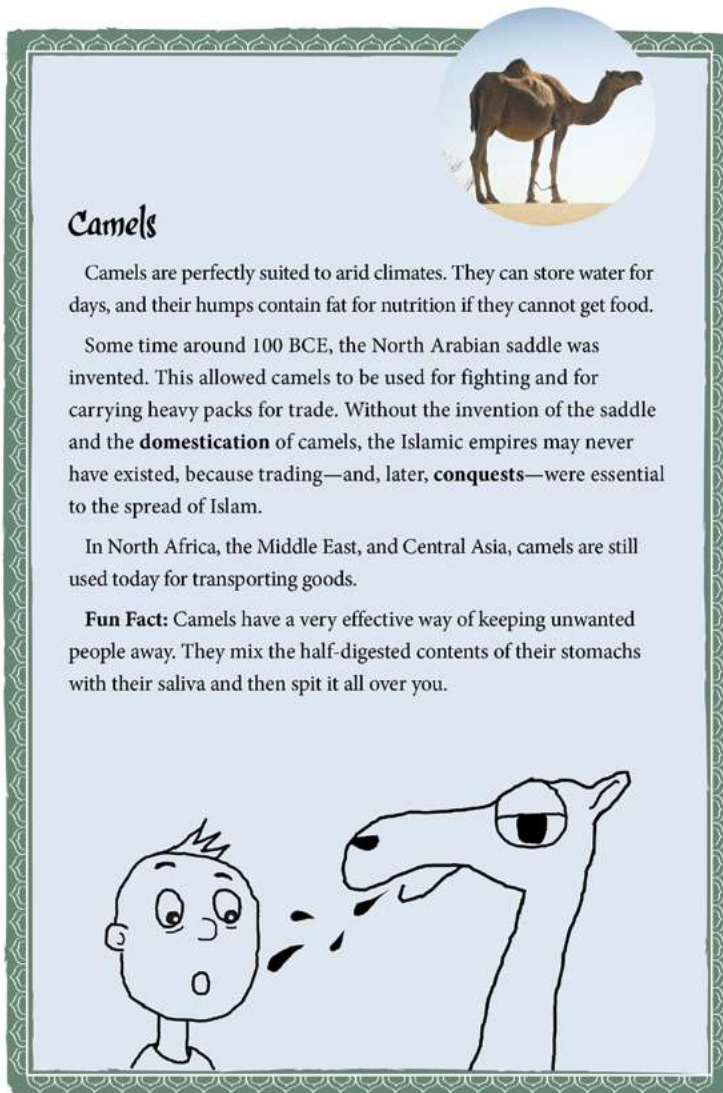 Camels
Camels are perfectly suited to arid climates. They can store water for
days, and their humps contain fat for nutrition if they cannot get food.
Some time around 100 BCE, the North Arabian saddle was
invented. This allowed camels to be used for fighting and for
carrying heavy packs for trade. Without the invention of the saddle
and the domestication of camels, the Islamic empires may never
have existed, because trading—and, later, conquests—were essential
to the spread of Islam.
In North Africa, the Middle East, and Central Asia, camels are still
used today for transporting goods.
Fun Fact: Camels have a very effective way of keeping unwanted
people away. They mix the half-digested contents of their stomachs
with their saliva and then spit it all over you.